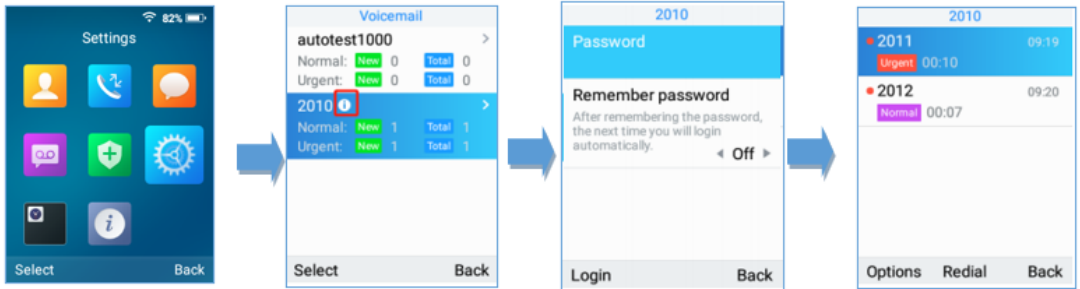 82%
Settings
Select Back
Voicemail
autotest1000 >
Normal: New 0 Total 0
Urgent: New 0 Total 0
2010 i >
Normal: New 1 Total 1
Urgent: New 1 Total 1
Select Back
2010
Password
Remember password
After remembering the password,
the next time you will login
automatically.
Off
Login Back
2010
2011 09:19
Urgent 00:10
2012 09:20
Normal 00:07
Options Redial Back